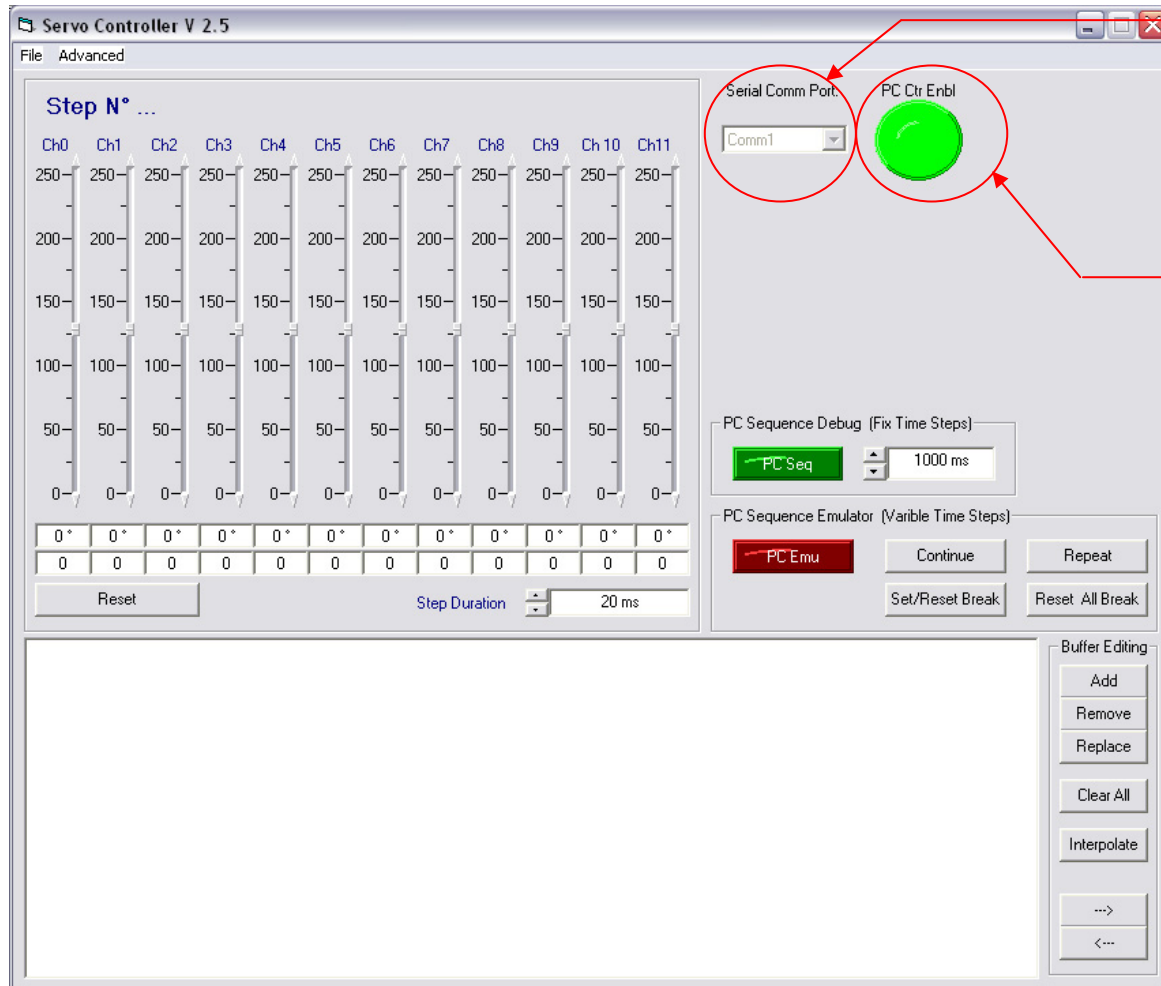 Servo Controller V 2.5
File Advanced
Step N° ...
Ch0 Ch1 Ch2 Ch3 Ch4 Ch5 Ch6 Ch7 Ch8 Ch9 Ch 10 Ch11
250 250 250 250 250 250 250 250 250 250 250 250
200 200 200 200 200 200 200 200 200 200 200 200
150 150 150 150 150 150 150 150 150 150 150 150
100 100 100 100 100 100 100 100 100 100 100 100
50 50 50 50 50 50 50 50 50 50 50 50
0 0 0 0 0 0 0 0 0 0 0 0
0 ° 0 ° 0 ° 0 ° 0 ° 0 ° 0 ° 0 ° 0 ° 0 ° 0 ° 0 °
0 0 0 0 0 0 0 0 0 0 0 0
Reset Step Duration 20 ms
Serial Comm Port: PC Ctr Enbl
Comm1
PC Sequence Debug (Fix Time Steps)
PC Seq 1000 ms
PC Sequence Emulator (Varible Time Steps)
PC Emu Continue Repeat
Set/Reset Break Reset All Break
Buffer Editing
Add
Remove
Replace
Clear All
Interpolate
--->
<---